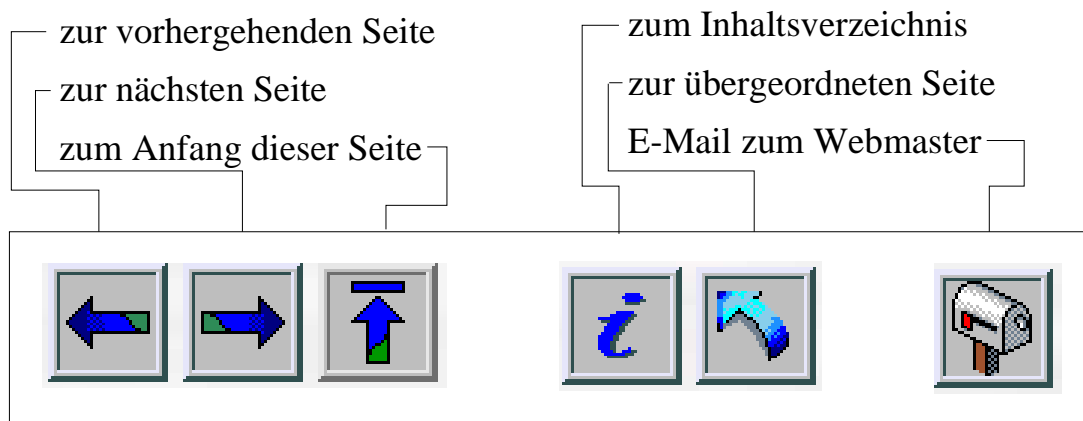 zur vorhergehenden Seite
zur nächsten Seite
zum Anfang dieser Seite
zum Inhaltsverzeichnis
zur übergeordneten Seite
E-Mail zum Webmaster
i